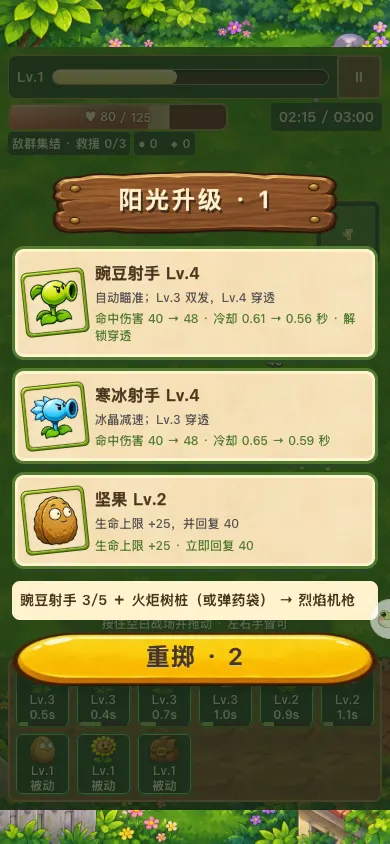 Lv.1
80 / 125
02:15 / 03:00
敌群集结 · 救援 0/3
0
0
阳光升级 · 1
豌豆射手 Lv.4
自动瞄准；Lv.3 双发，Lv.4 穿透
命中伤害 40 → 48 · 冷却 0.61 → 0.56 秒 · 解
锁穿透
寒冰射手 Lv.4
冰晶减速；Lv.3 穿透
命中伤害 40 → 48 · 冷却 0.65 → 0.59 秒
坚果 Lv.2
生命上限 +25，并回复 40
生命上限 +25 · 立即回复 40
豌豆射手 3/5 + 火炬树桩（或弹药袋） → 烈焰机枪
按住空白战场并拖动 · 左右手皆可
重掷 · 2
Lv.3 Lv.3 Lv.3 Lv.3 Lv.2 Lv.2
0.5s 0.4s 0.7s 1.0s 0.9s 1.1s
Lv.1 Lv.1 Lv.1
被动 被动 被动